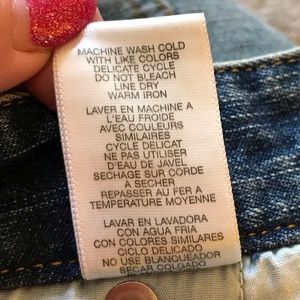 MACHINE WASH COLD
WITH LIKE COLORS
DELICATE CYCLE
DO NOT BLEACH
LINE DRY
WARM IRON
LAVER EN MACHINE A
L'EAU FROIDE
AVEC COULEURS
SIMILAIRES
CYCLE DELICAT
NE PAS UTILISER
D'EAU DE JAVEL
SECHAGE SUR CORDE
A SECHER
REPASSER AU FER A
TEMPERATURE MOYENNE
LAVAR EN LAVADORA
CON AGUA FRIA
CON COLORES SIMILARES
CICLO DELICADO
NO USE BLANQUEADOR
SECAR COLGADO